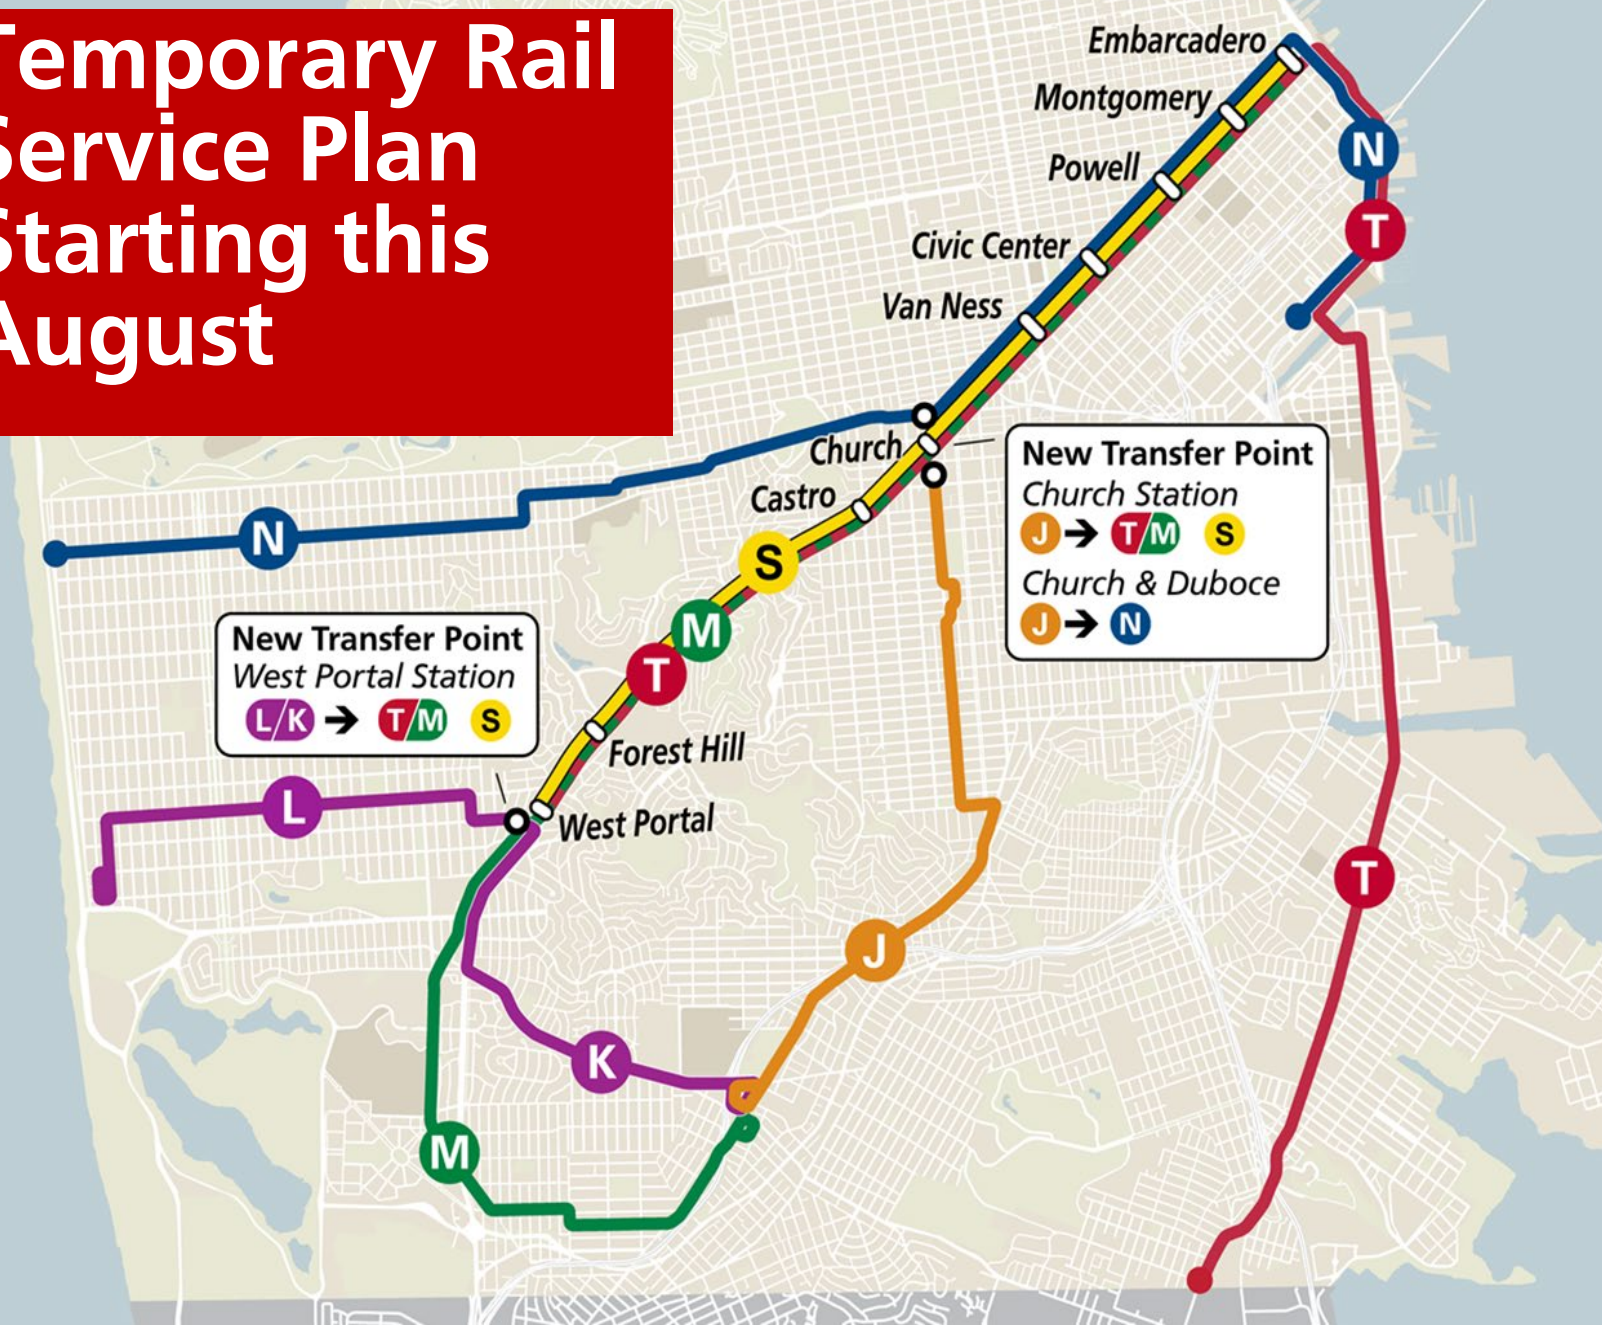 Temporary Rail
Service Plan
Starting this
August
Embarcadero
Montgomery
Powell
Civic Center
Van Ness
Church
Castro
Forest Hill
West Portal
N
T
N
S
M
T
L
K
M
J
T
New Transfer Point
Church Station
J → T/M S
Church & Duboce
J → N
New Transfer Point
West Portal Station
L/K → T/M S